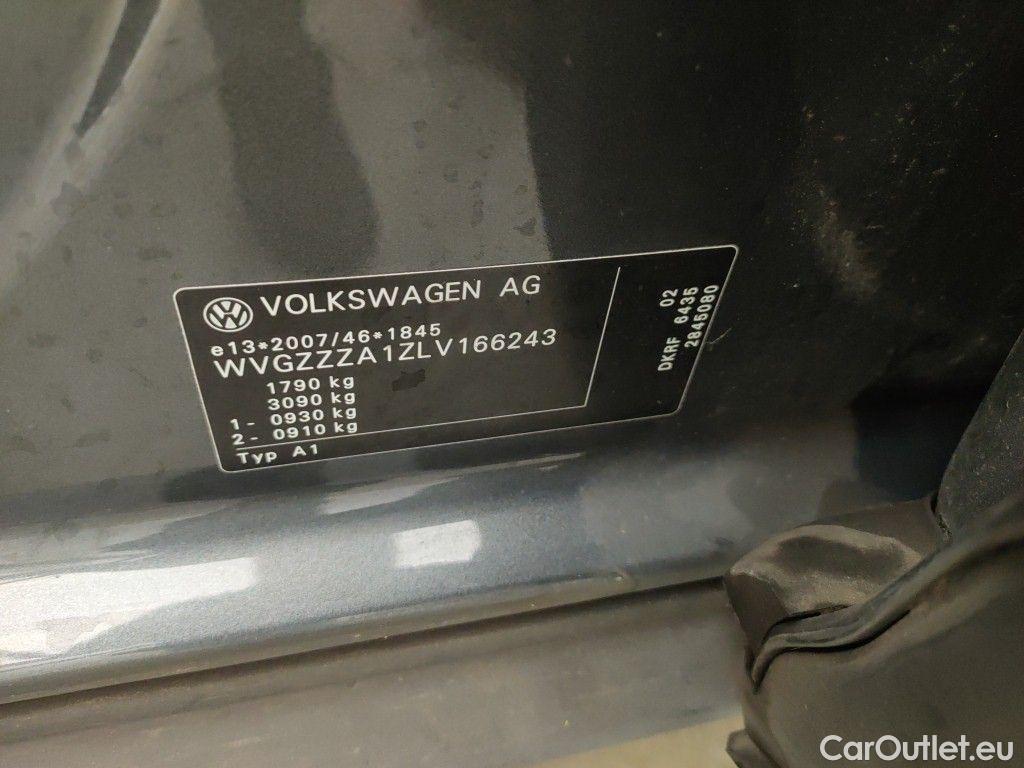 VOLKSWAGEN AG
e13*2007/46*1845
WVGZZZA1ZLV166243
1790 kg
3090 kg
1- 0930 kg
2- 0910 kg
Typ A1
02
DKRF 6435
2845080
CarOutlet.eu